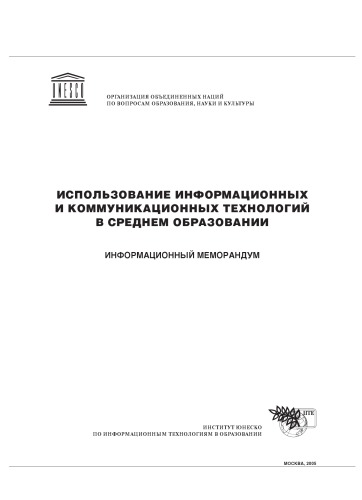 UNESCO
ОРГАНИЗАЦИЯ ОБЪЕДИНЕННЫХ НАЦИЙ
ПО ВОПРОСАМ ОБРАЗОВАНИЯ, НАУКИ И КУЛЬТУРЫ
ИСПОЛЬЗОВАНИЕ ИНФОРМАЦИОННЫХ
И КОММУНИКАЦИОННЫХ ТЕХНОЛОГИЙ
В СРЕДНЕМ ОБРАЗОВАНИИ
ИНФОРМАЦИОННЫЙ МЕМОРАНДУМ
ИНСТИТУТ ЮНЕСКО
ПО ИНФОРМАЦИОННЫМ ТЕХНОЛОГИЯМ В ОБРАЗОВАНИИ
МОСКВА, 2005